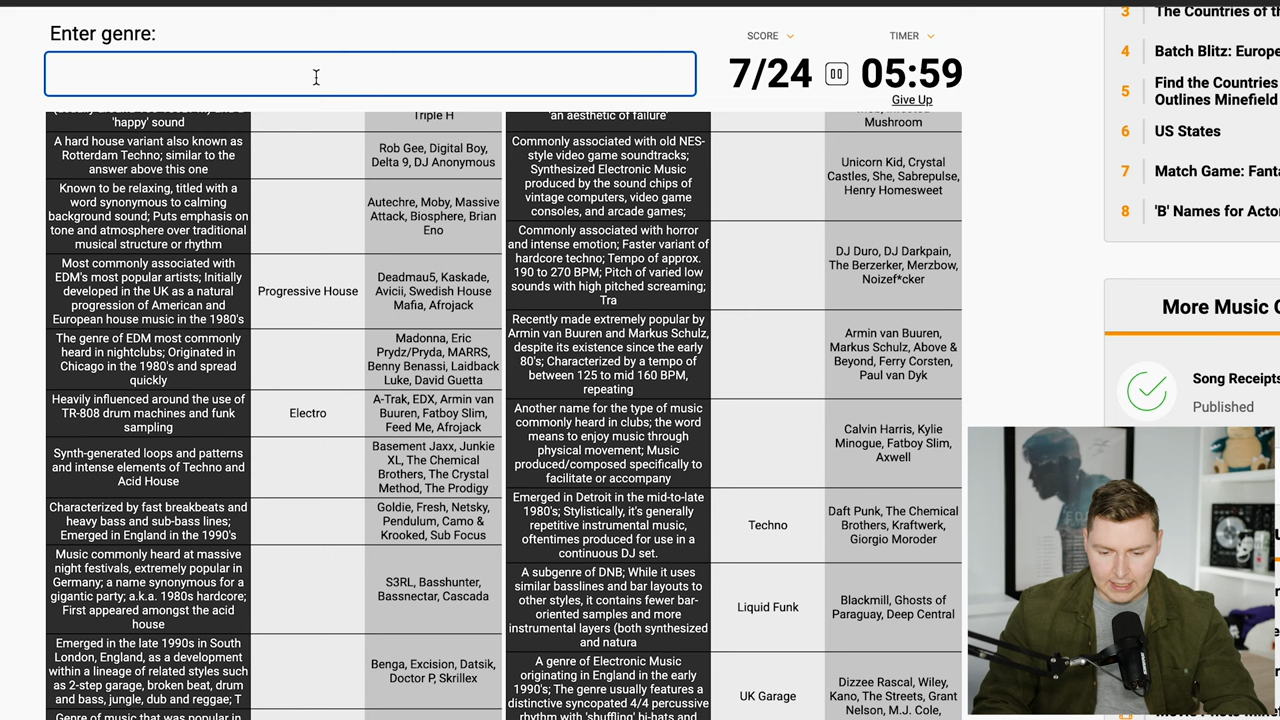 Enter genre:
SCORE
7/24
TIMER
05:59
Give Up
'happy' sound
Triple H
A hard house variant also known as
Rotterdam Techno; similar to the
answer above this one
Rob Gee, Digital Boy,
Delta 9, DJ Anonymous
Known to be relaxing, titled with a
word synonymous to calming
background sound; Puts emphasis on
tone and atmosphere over traditional
musical structure or rhythm
Autechre, Moby, Massive
Attack, Biosphere, Brian
Eno
Most commonly associated with
EDM's most popular artists; Initially
developed in the UK as a natural
progression of American and
European house music in the 1980's
Progressive House
Deadmau5, Kaskade,
Avicii, Swedish House
Mafia, Afrojack
The genre of EDM most commonly
heard in nightclubs; Originated in
Chicago in the 1980's and spread
quickly
Madonna, Eric
Prydz/Pryda, MARRS,
Benny Benassi, Laidback
Luke, David Guetta
Heavily influenced around the use of
TR-808 drum machines and funk
sampling
Electro
A-Trak, EDX, Armin van
Buuren, Fatboy Slim,
Feed Me, Afrojack
Synth-generated loops and patterns
and intense elements of Techno and
Acid House
Basement Jaxx, Junkie
XL, The Chemical
Brothers, The Crystal
Method, The Prodigy
Characterized by fast breakbeats and
heavy bass and sub-bass lines;
Emerged in England in the 1990's
Goldie, Fresh, Netsky,
Pendulum, Camo &
Krooked, Sub Focus
Music commonly heard at massive
night festivals, extremely popular in
Germany; a name synonymous for a
gigantic party; a.k.a. 1980s hardcore;
First appeared amongst the acid
house
S3RL, Basshunter,
Bassnectar, Cascada
Emerged in the late 1990s in South
London, England, as a development
within a lineage of related styles such
as 2-step garage, broken beat, drum
and bass, jungle, dub and reggae; T
Benga, Excision, Datsik,
Doctor P, Skrillex
Genre of music that was popular in
'an aesthetic of failure'
Mushroom
Commonly associated with old NES-
style video game soundtracks;
Synthesized Electronic Music
produced by the sound chips of
vintage computers, video game
consoles, and arcade games;
Unicorn Kid, Crystal
Castles, She, Sabrepulse,
Henry Homesweet
Commonly associated with horror
and intense emotion; Faster variant of
hardcore techno; Tempo of approx.
190 to 270 BPM; Pitch of varied low
sounds with high pitched screaming;
Tra
DJ Duro, DJ Darkpain,
The Berzerker, Merzbow,
Noizef*cker
Recently made extremely popular by
Armin van Buuren and Markus Schulz,
despite its existence since the early
80's; Characterized by a tempo of
between 125 to mid 160 BPM,
repeating
Armin van Buuren,
Markus Schulz, Above &
Beyond, Ferry Corsten,
Paul van Dyk
Another name for the type of music
commonly heard in clubs; the word
means to enjoy music through
physical movement; Music
produced/composed specifically to
facilitate or accompany
Calvin Harris, Kylie
Minogue, Fatboy Slim,
Axwell
Emerged in Detroit in the mid-to-late
1980's; Stylistically, it's generally
repetitive instrumental music,
oftentimes produced for use in a
continuous DJ set.
Techno
Daft Punk, The Chemical
Brothers, Kraftwerk,
Giorgio Moroder
A subgenre of DNB; While it uses
similar basslines and bar layouts to
other styles, it contains fewer bar-
oriented samples and more
instrumental layers (both synthesized
and natura
Liquid Funk
Blackmill, Ghosts of
Paraguay, Deep Central
A genre of Electronic Music
originating in England in the early
1990's; The genre usually features a
distinctive syncopated 4/4 percussive
rhythm with 'shuffling' hi-hats and
UK Garage
Dizzee Rascal, Wiley,
Kano, The Streets, Grant
Nelson, M.J. Cole,
3 The Countries of
4 Batch Blitz: Europe
5 Find the Countries
Outlines Minefield
6 US States
7 Match Game:
8 'B' Names for
More Music
Song Receipts
Published